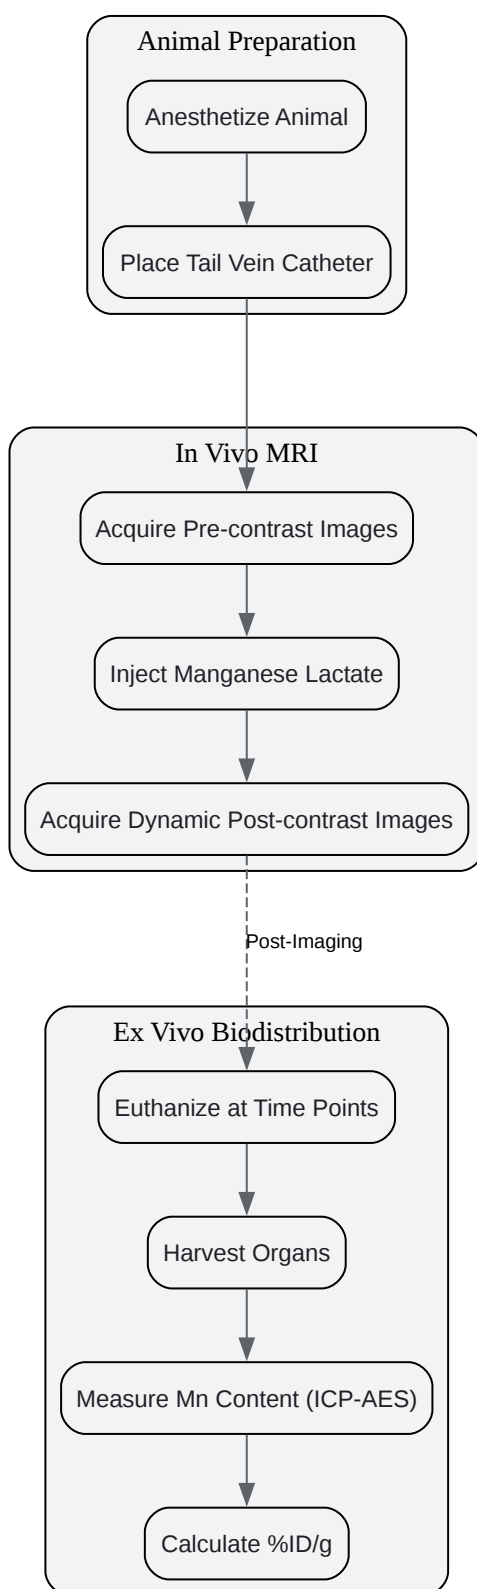 Animal Preparation
Anesthetize Animal
Place Tail Vein Catheter
In Vivo MRI
Acquire Pre-contrast Images
Inject Manganese Lactate
Acquire Dynamic Post-contrast Images
Post-Imaging
Ex Vivo Biodistribution
Euthanize at Time Points
Harvest Organs
Measure Mn Content (ICP-AES)
Calculate %ID/g